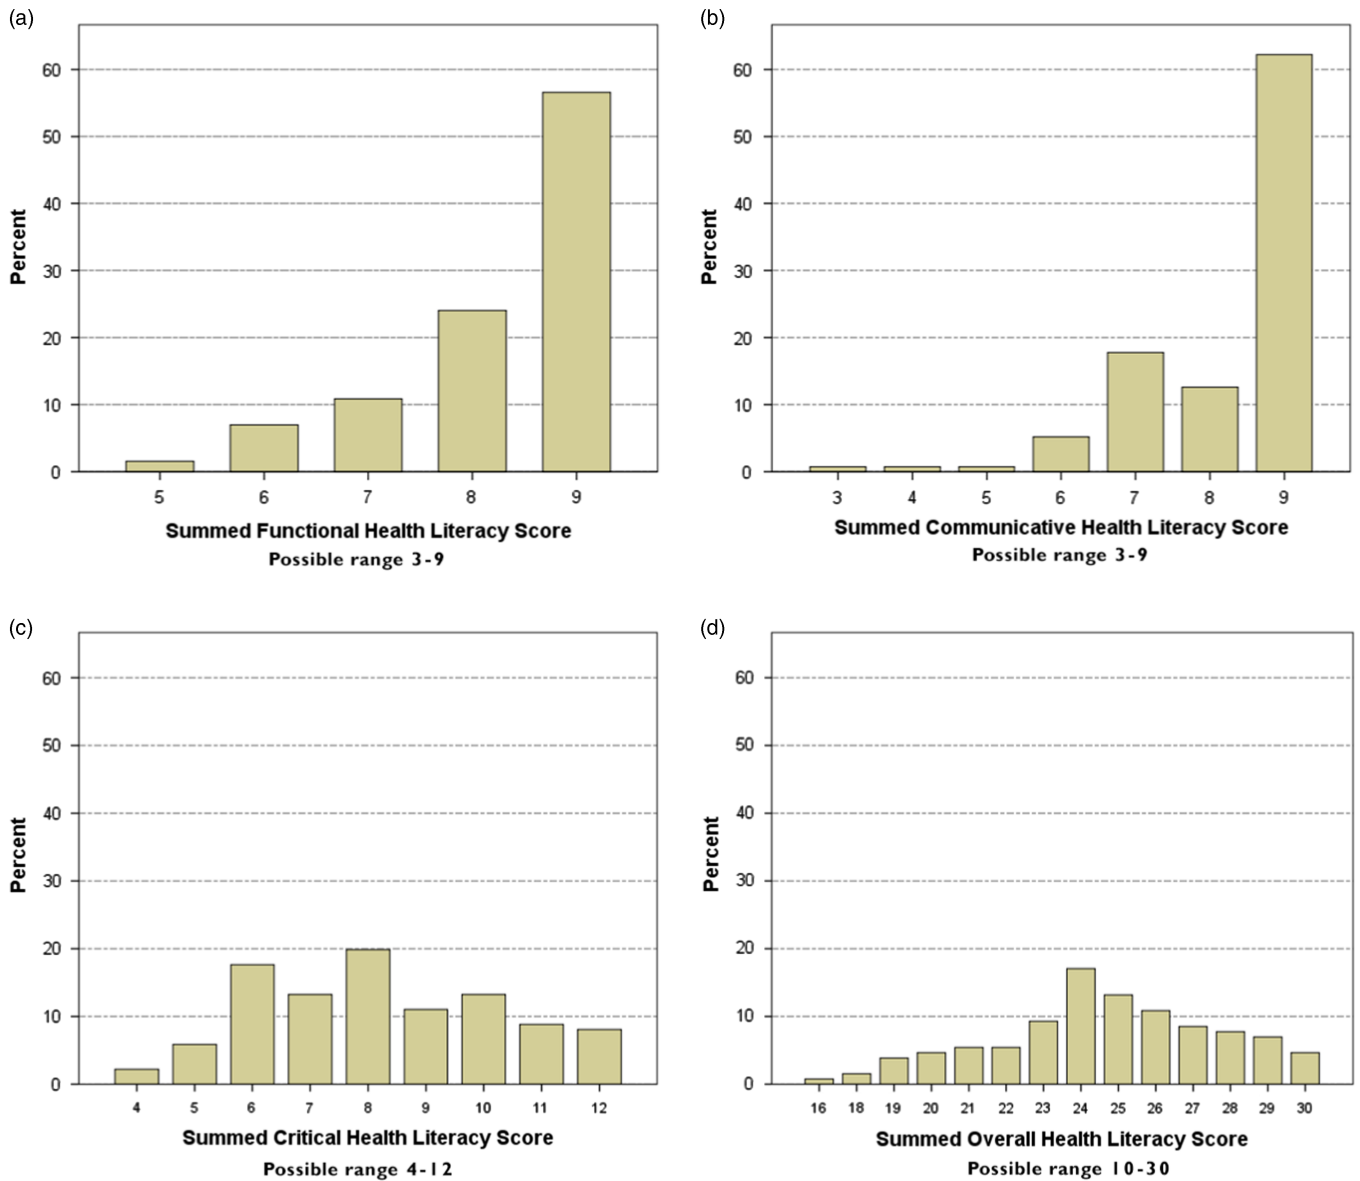 (a)
60
50
40
30
20
10
0
Percent
5 6 7 8 9
Summed Functional Health Literacy Score
Possible range 3-9
(b)
60
50
40
30
20
10
0
Percent
3 4 5 6 7 8 9
Summed Communicative Health Literacy Score
Possible range 3-9
(c)
60
50
40
30
20
10
0
Percent
4 5 6 7 8 9 10 11 12
Summed Critical Health Literacy Score
Possible range 4-12
(d)
60
50
40
30
20
10
0
Percent
16 18 19 20 21 22 23 24 25 26 27 28 29 30
Summed Overall Health Literacy Score
Possible range 10-30